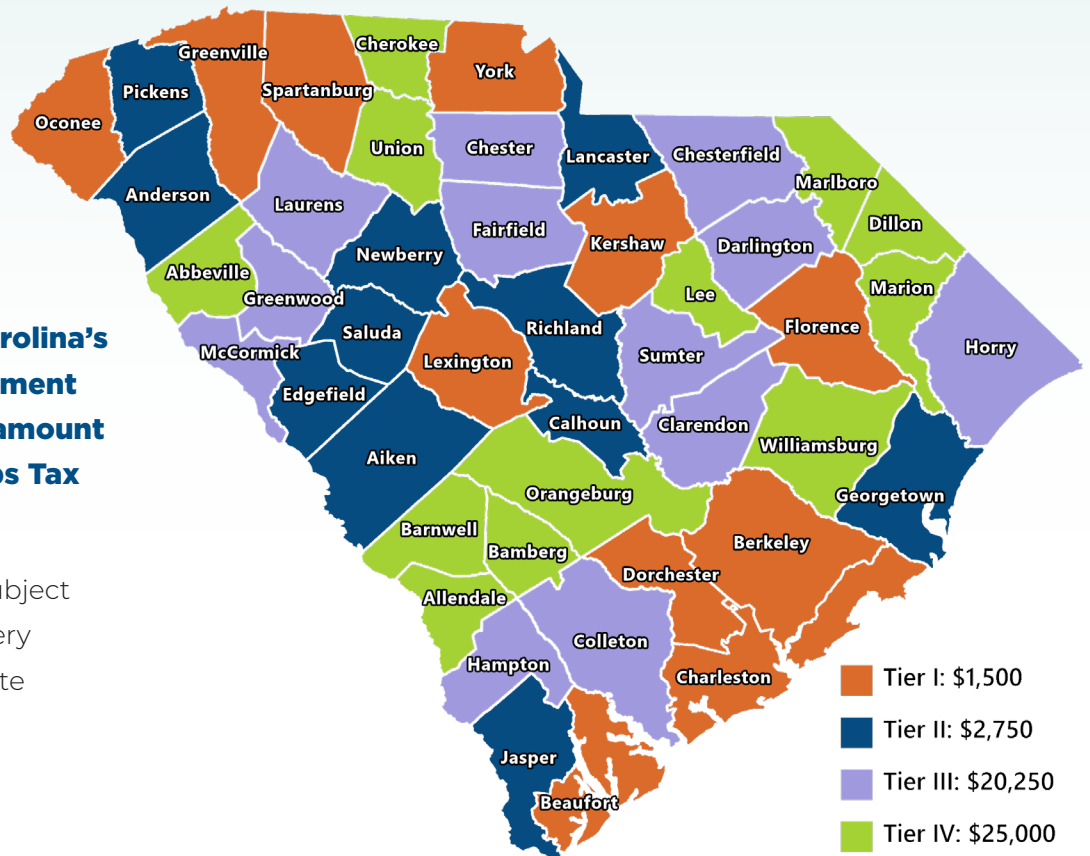 Cherokee
Greenville
York
Pickens
Spartanburg
Oconee
Union
Chester
Lancaster
Chesterfield
Marlboro
Anderson
Laurens
Dillon
Fairfield
Kershaw
Darlington
Newberry
Abbeville
Marion
Greenwood
Lee
Saluda
Richland
Florence
rolina's
McCormick
Lexington
Sumter
Horry
ment
Edgefield
amount
Calhoun
Clarendon
Williamsburg
Aiken
bs Tax
Orangeburg
Georgetown
Barnwell
Berkeley
Bamberg
Dorchester
ubject
Allendale
ery
Colleton
Hampton
te
Charleston
Tier I: $1,500
Tier II: $2,750
Jasper
Tier III: $20,250
Beaufort
Tier IV: $25,000